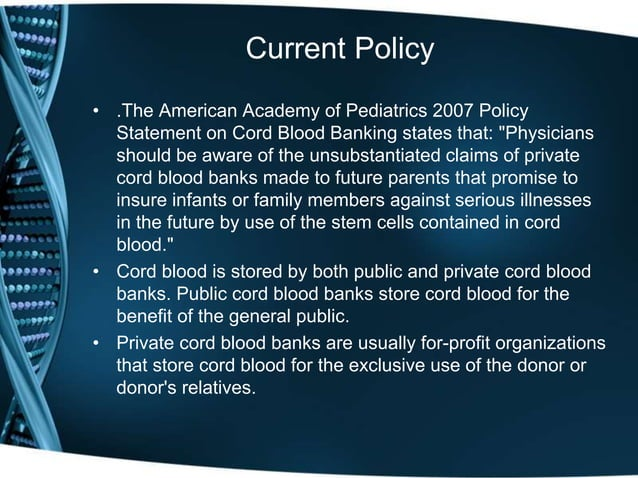 Current Policy
• .The American Academy of Pediatrics 2007 Policy
Statement on Cord Blood Banking states that: "Physicians
should be aware of the unsubstantiated claims of private
cord blood banks made to future parents that promise to
insure infants or family members against serious illnesses
in the future by use of the stem cells contained in cord
blood."
• Cord blood is stored by both public and private cord blood
banks. Public cord blood banks store cord blood for the
benefit of the general public.
• Private cord blood banks are usually for-profit organizations
that store cord blood for the exclusive use of the donor or
donor's relatives.